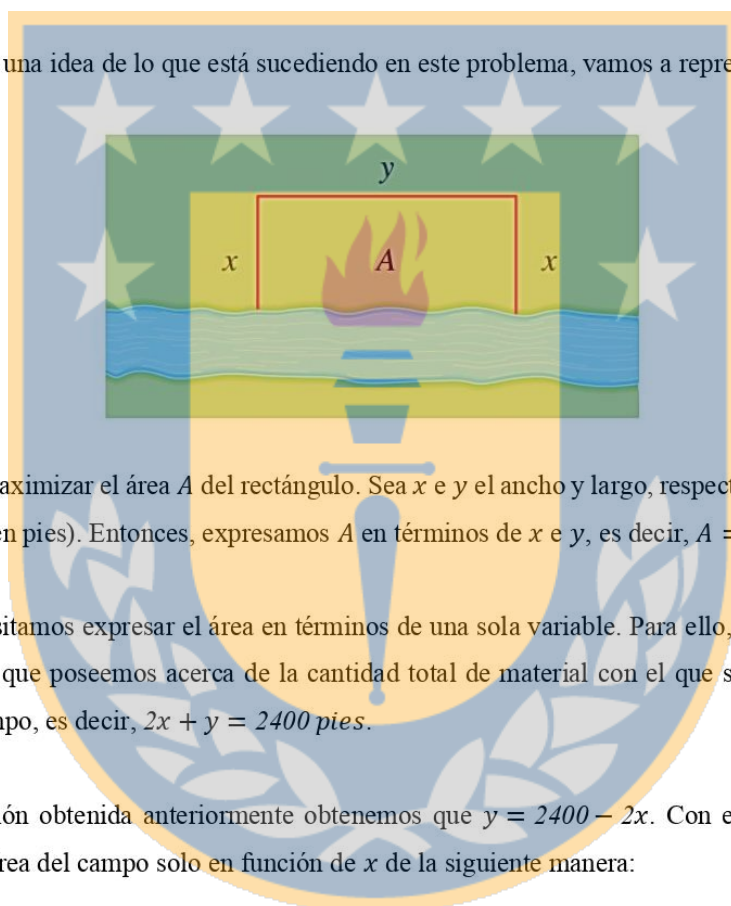 una idea de lo que está sucediendo en este problema, vamos a repre
y
x A x
aximizar el área A del rectángulo. Sea x e y el ancho y largo, respect
en pies). Entonces, expresamos A en términos de x e y, es decir, A =
sitamos expresar el área en términos de una sola variable. Para ello,
que poseemos acerca de la cantidad total de material con el que s
mpo, es decir, 2x + y = 2400 pies.
ión obtenida anteriormente obtenemos que y = 2400 − 2x. Con e
rea del campo solo en función de x de la siguiente manera: